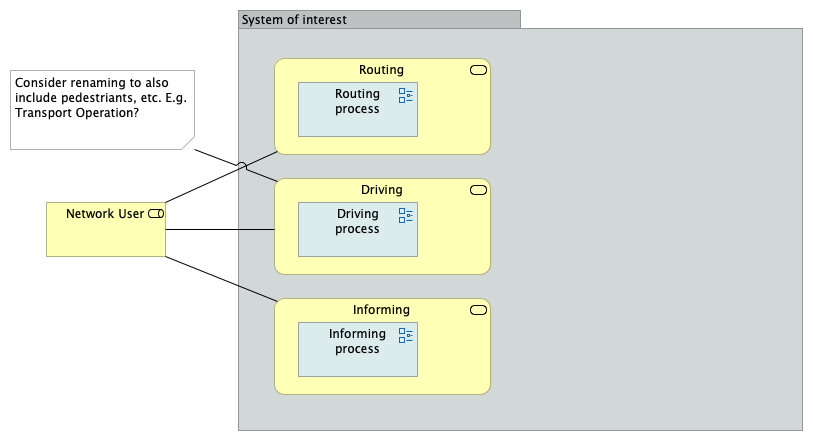 System of interest
Consider renaming to also
include pedestriants, etc. E.g.
Transport Operation?
Routing
Routing
process
Network User
Driving
Driving
process
Informing
Informing
process